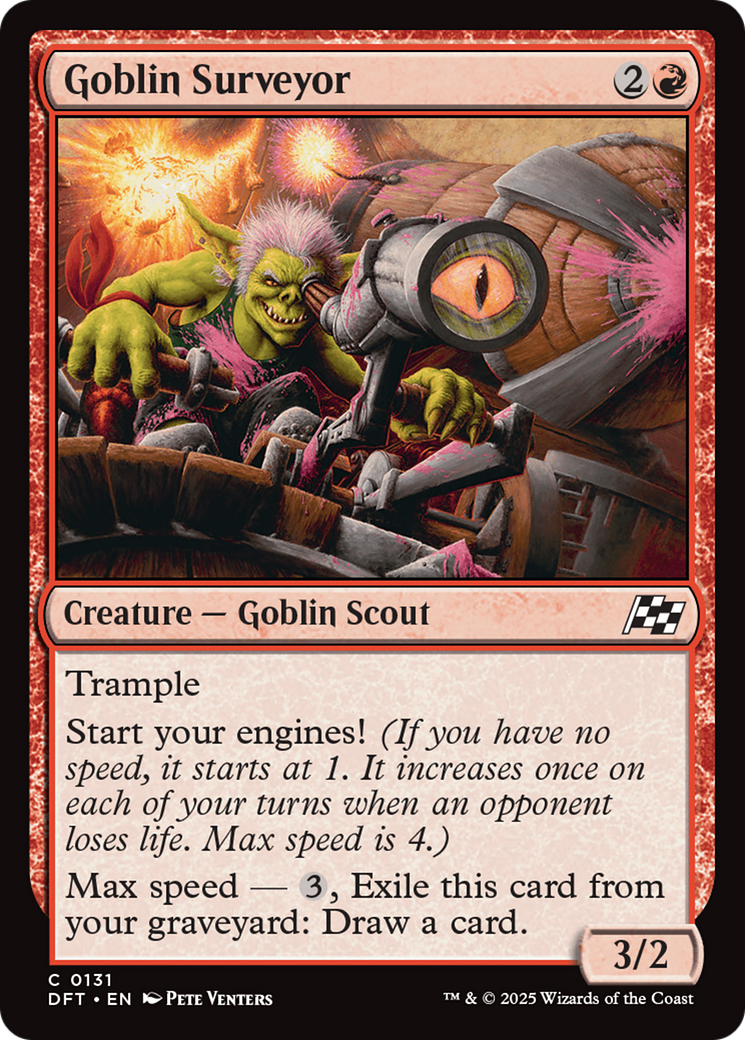 Goblin Surveyor 2
Creature — Goblin Scout
Trample
Start your engines! (If you have no
speed, it starts at 1. It increases once on
each of your turns when an opponent
loses life. Max speed is 4.)
Max speed — 3, Exile this card from
your graveyard: Draw a card.
3/2
C 0131
DFT • EN Pete Venters
™ & © 2025 Wizards of the Coast